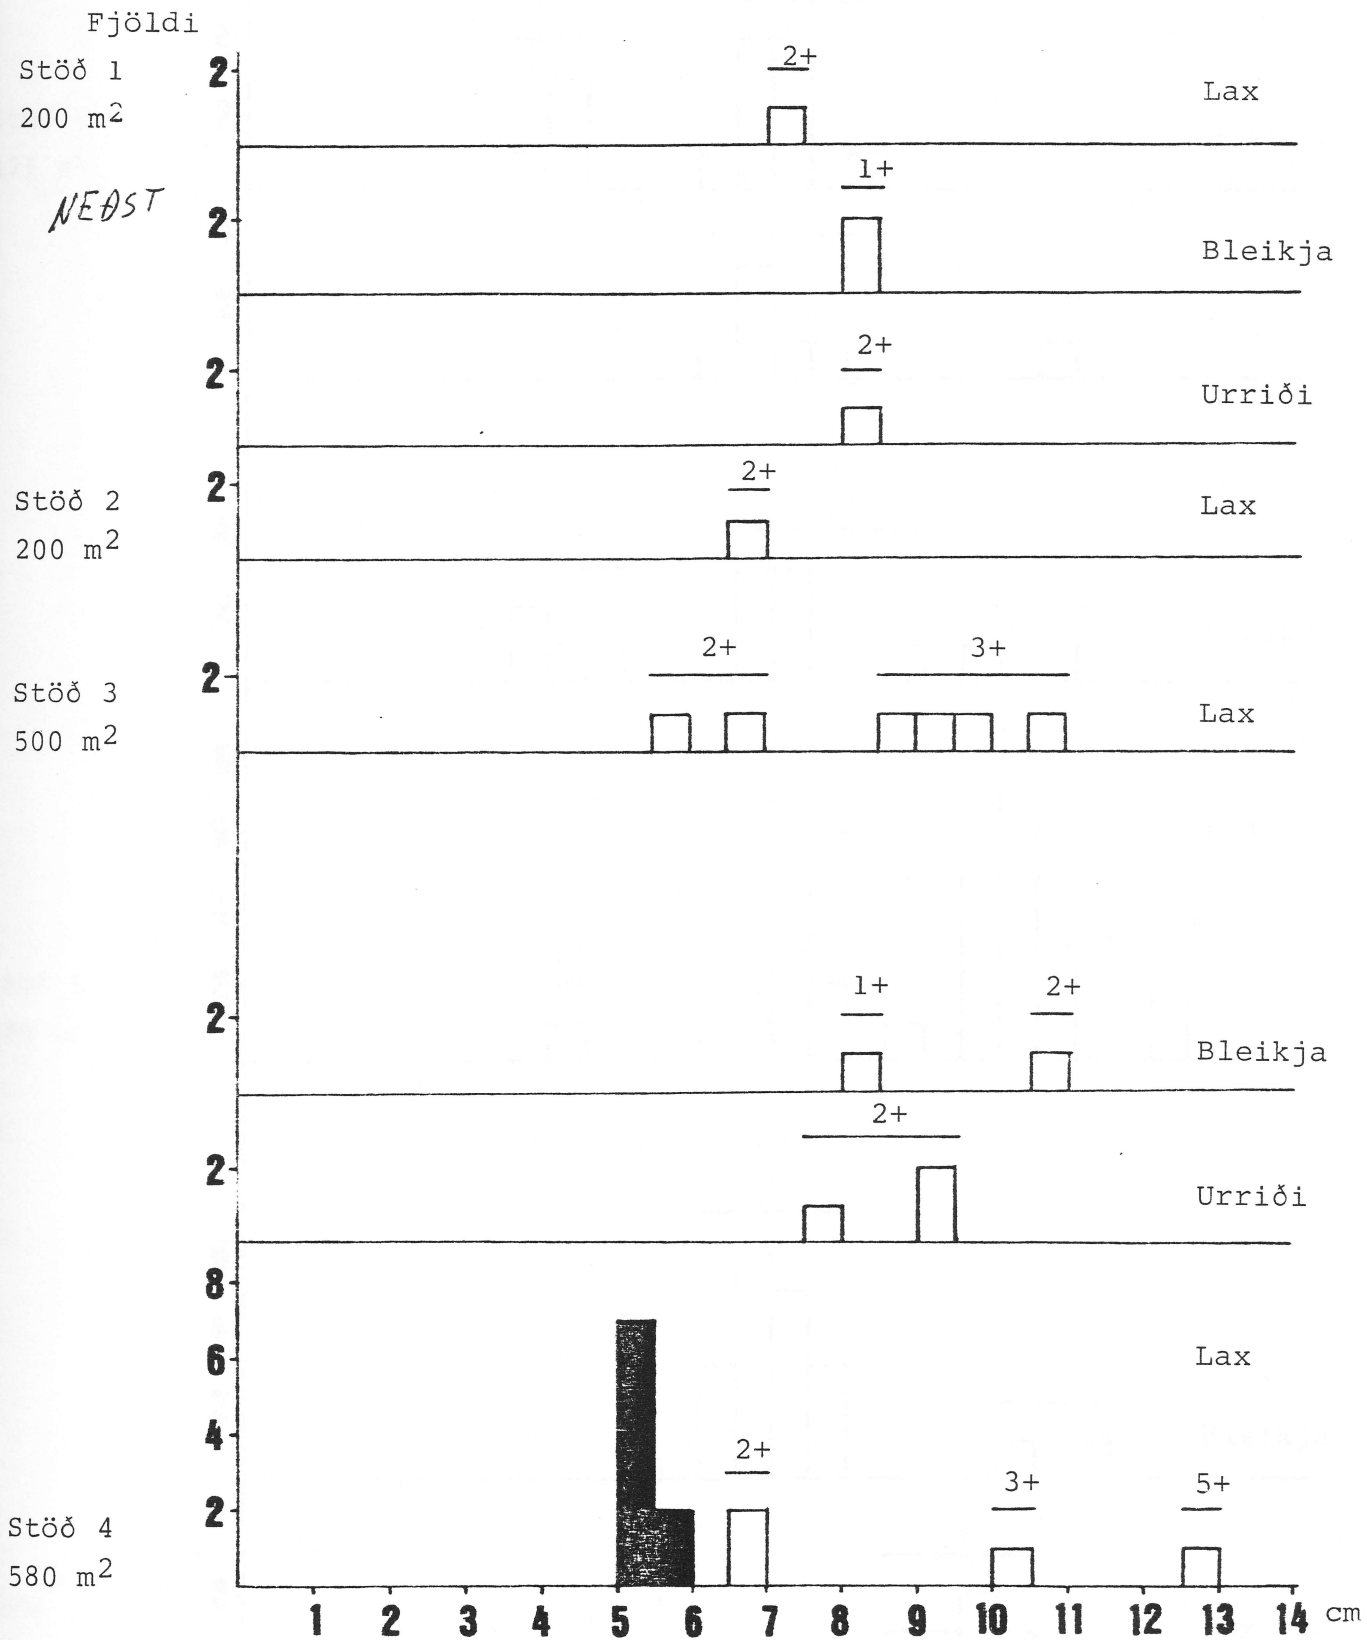 Fjöldi
Stöð 1
200 m²
NEÐST
2
2+
Lax
2
1+
Bleikja
2
2+
Urriði
Stöð 2
200 m²
2
2+
Lax
Stöð 3
500 m²
2
2+ 3+
Lax
2
1+ 2+
Bleikja
2
2+
Urriði
8
6
4
2
Lax
2+ 3+ 5+
Stöð 4
580 m²
1 2 3 4 5 6 7 8 9 10 11 12 13 14 cm